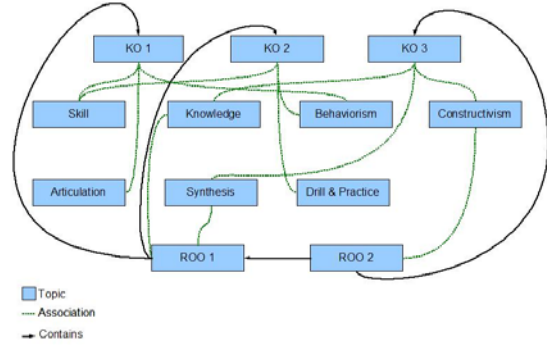 KO 1
KO 2
KO 3
Skill
Knowledge
Behaviorism
Constructivism
Articulation
Synthesis
Drill & Practice
ROO 1
ROO 2
Topic
Association
Contains